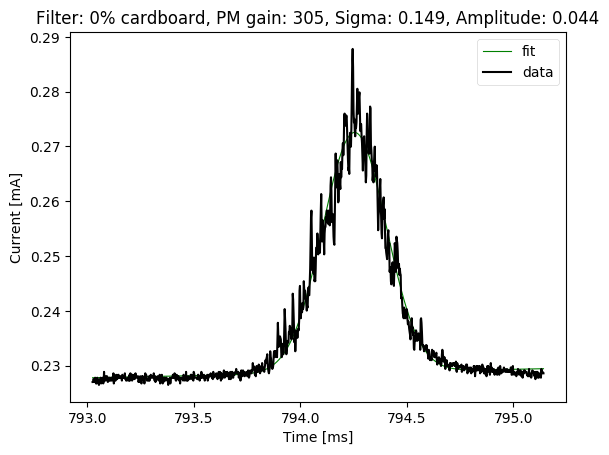 Filter: 0% cardboard, PM gain: 305, Sigma: 0.149, Amplitude: 0.044
fit
data
0.29
0.28
0.27
0.26
0.25
0.24
0.23
Current [mA]
793.0 793.5 794.0 794.5 795.0
Time [ms]